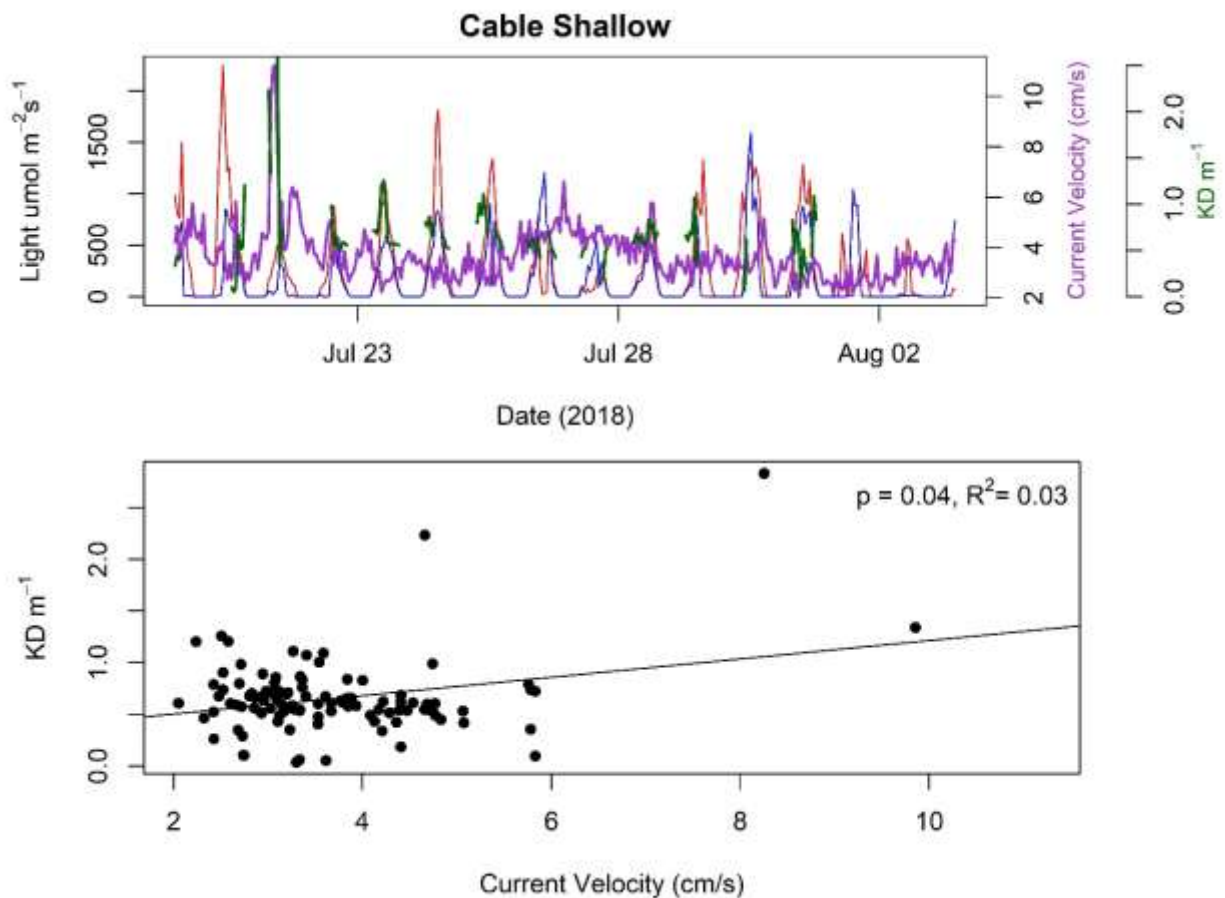 Cable Shallow
Light umol m⁻²s⁻¹
0 500 1500
2 4 6 8 10
Current Velocity (cm/s)
0.0 1.0 2.0
KD m⁻¹
Jul 23 Jul 28 Aug 02
Date (2018)
p = 0.04, R²= 0.03
KD m⁻¹
0.0 1.0 2.0
2 4 6 8 10
Current Velocity (cm/s)